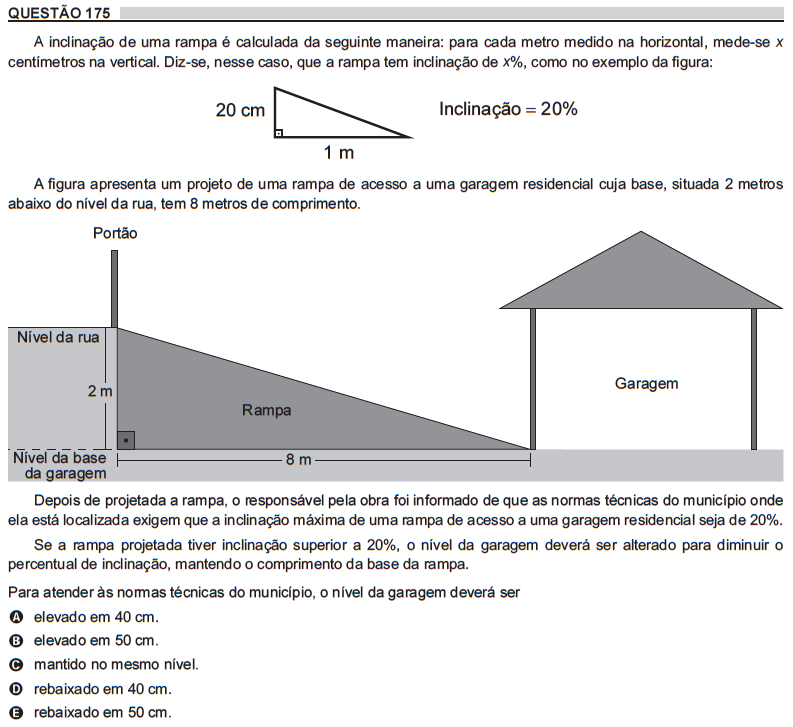 QUESTÃO 175
A inclinação de uma rampa é calculada da seguinte maneira: para cada metro medido na horizontal, mede-se x
centímetros na vertical. Diz-se, nesse caso, que a rampa tem inclinação de x%, como no exemplo da figura:
20 cm
Inclinação = 20%
1 m
A figura apresenta um projeto de uma rampa de acesso a uma garagem residencial cuja base, situada 2 metros
abaixo do nível da rua, tem 8 metros de comprimento.
Portão
Nível da rua
2 m
Garagem
Rampa
Nível da base
da garagem
8 m
Depois de projetada a rampa, o responsável pela obra foi informado de que as normas técnicas do município onde
ela está localizada exigem que a inclinação máxima de uma rampa de acesso a uma garagem residencial seja de 20%.
Se a rampa projetada tiver inclinação superior a 20%, o nível da garagem deverá ser alterado para diminuir o
percentual de inclinação, mantendo o comprimento da base da rampa.
Para atender às normas técnicas do município, o nível da garagem deverá ser
A elevado em 40 cm.
B elevado em 50 cm.
C mantido no mesmo nível.
D rebaixado em 40 cm.
E rebaixado em 50 cm.